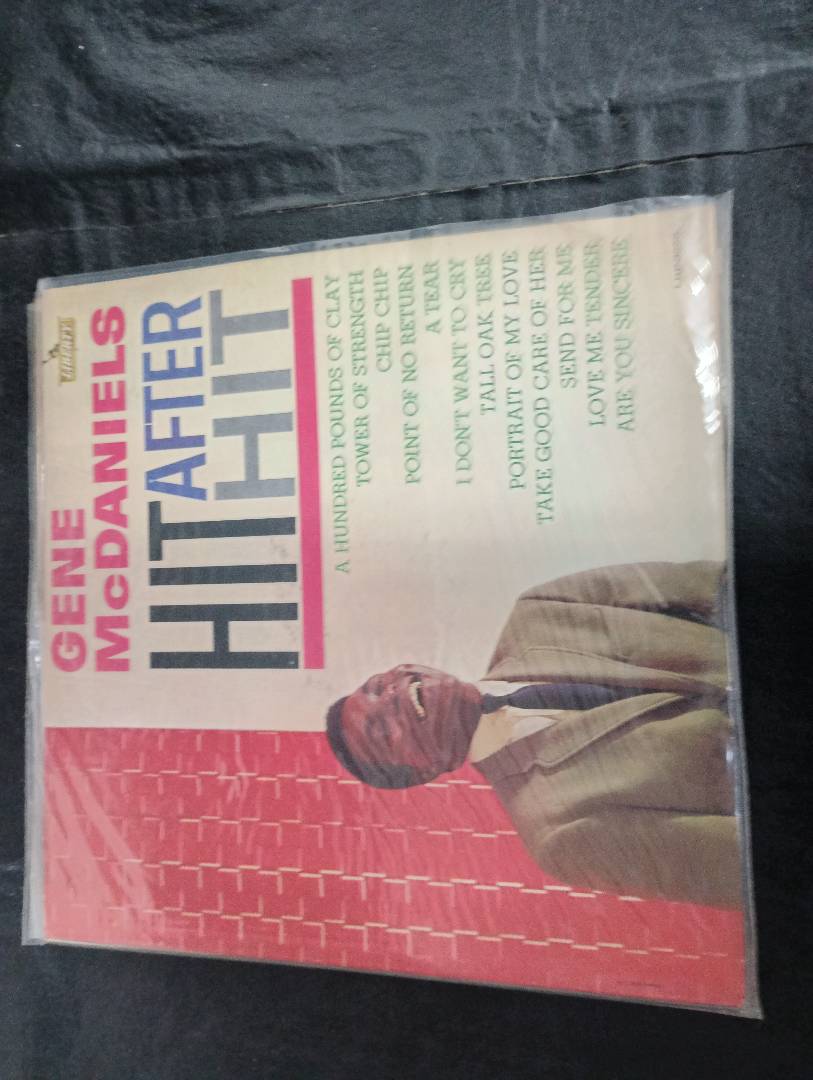 LIBERTY
GENE
McDANIELS
HIT AFTER
HIT
A HUNDRED POUNDS OF CLAY
TOWER OF STRENGTH
CHIP CHIP
POINT OF NO RETURN
A TEAR
I DON'T WANT TO CRY
TALL OAK TREE
PORTRAIT OF MY LOVE
TAKE GOOD CARE OF HER
SEND FOR ME
LOVE ME TENDER
ARE YOU SINCERE